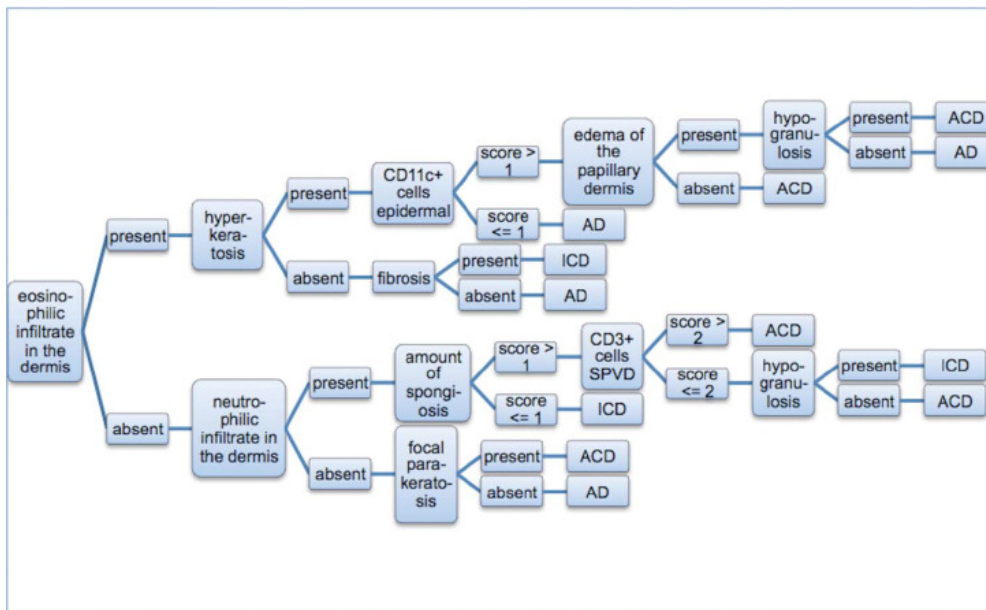 eosino-
philic
infiltrate
in the
dermis
present
hyper-
kera-
tosis
present
CD11c+
cells
epidermal
score >
1
edema of
the
papillary
dermis
present
hypo-
granu-
losis
present
ACD
absent
AD
absent
ACD
score
<= 1
AD
absent
fibrosis
present
ICD
absent
AD
absent
neutro-
philic
infiltrate in
the dermis
present
amount
of
spongi-
osis
score >
1
CD3+
cells
SPVD
score >
2
ACD
score
<= 2
hypo-
granu-
losis
present
ICD
absent
ACD
score
<= 1
ICD
absent
focal
para-
kerato-
sis
present
ACD
absent
AD